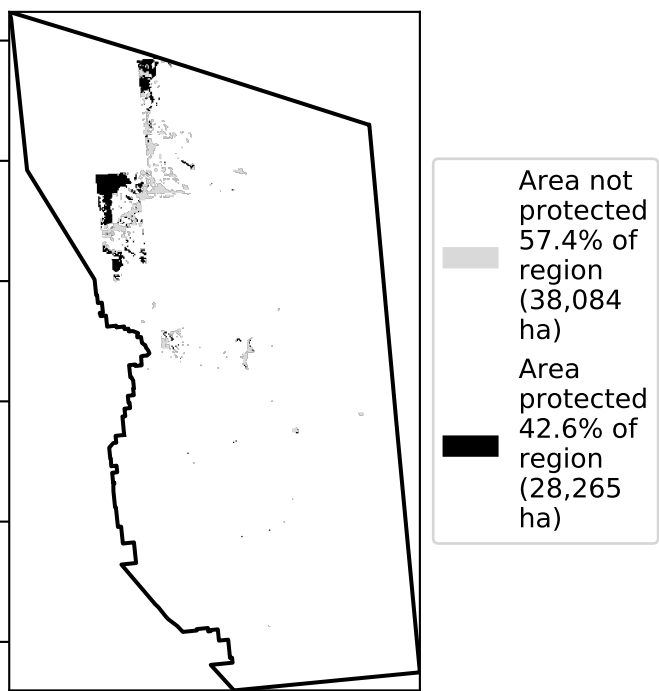 Area not
protected
57.4% of
region
(38,084
ha)
Area
protected
42.6% of
region
(28,265
ha)